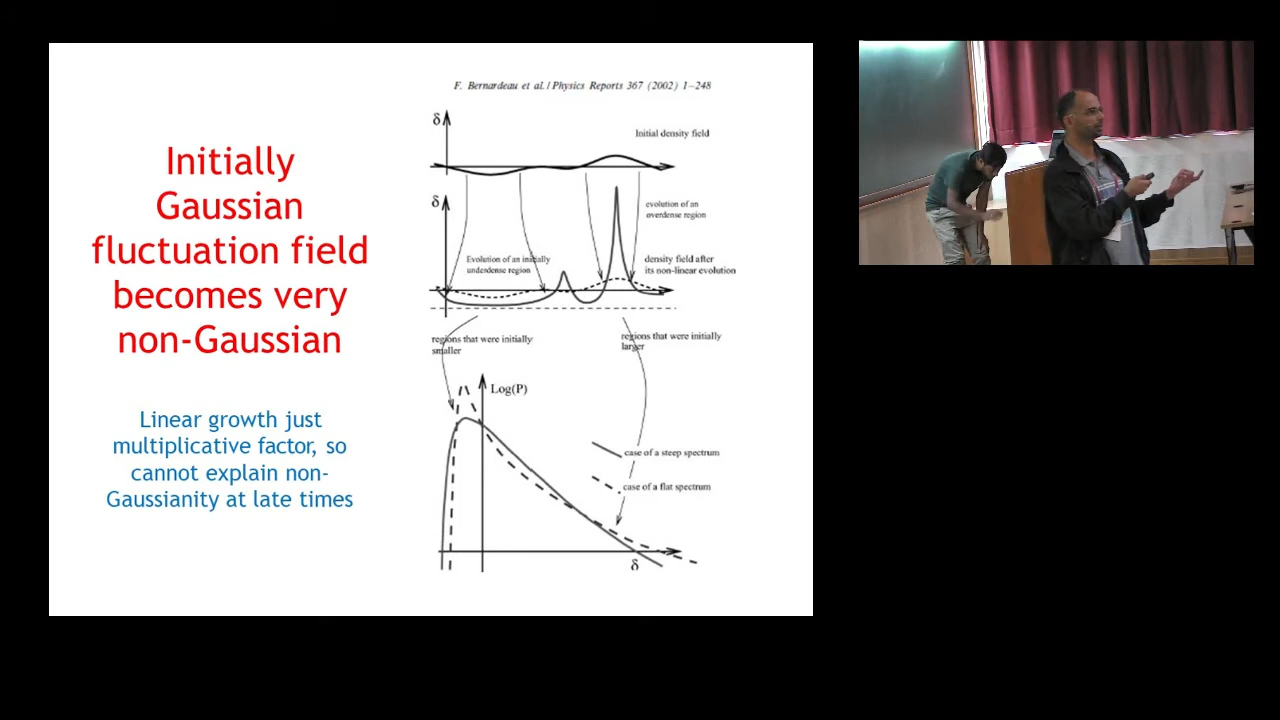 Initially
Gaussian
fluctuation field
becomes very
non-Gaussian
Linear growth just
multiplicative factor, so
cannot explain non-
Gaussianity at late times
F. Bernardeau et al. / Physics Reports 367 (2002) 1–248
δ
Initial density field
δ
evolution of an
overdense region
Evolution of an initially
underdense region
density field after
its non-linear evolution
regions that were initially
smaller
regions that were initially
larger
Log(P)
case of a steep spectrum
case of a flat spectrum
δ